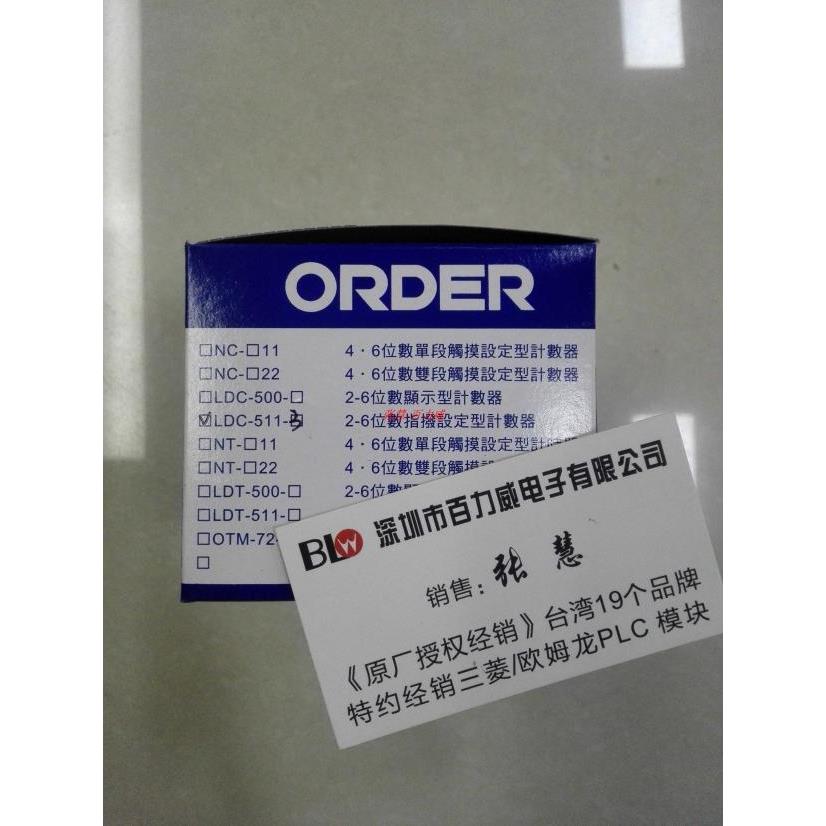 ORDER
□NC-□11 4·6位數單段觸摸設定型計數器
□NC-□22 4·6位數雙段觸摸設定型計數器
□LDC-500-□ 2-6位數顯示型計數器
☑LDC-511- 2-6位數指撥設定型計數器
□NT-□11 4·6位數單段觸摸設定型計時器
□NT-□22 4·6位數雙段觸摸設
□LDT-500-□ 2-6位數顯
□LDT-511-□
□OTM-72-
□
BLW 深圳市百力威电子有限公司
销售：张慧
《原厂授权经销》台湾19个品牌
特约经销三菱/欧姆龙PLC 模块